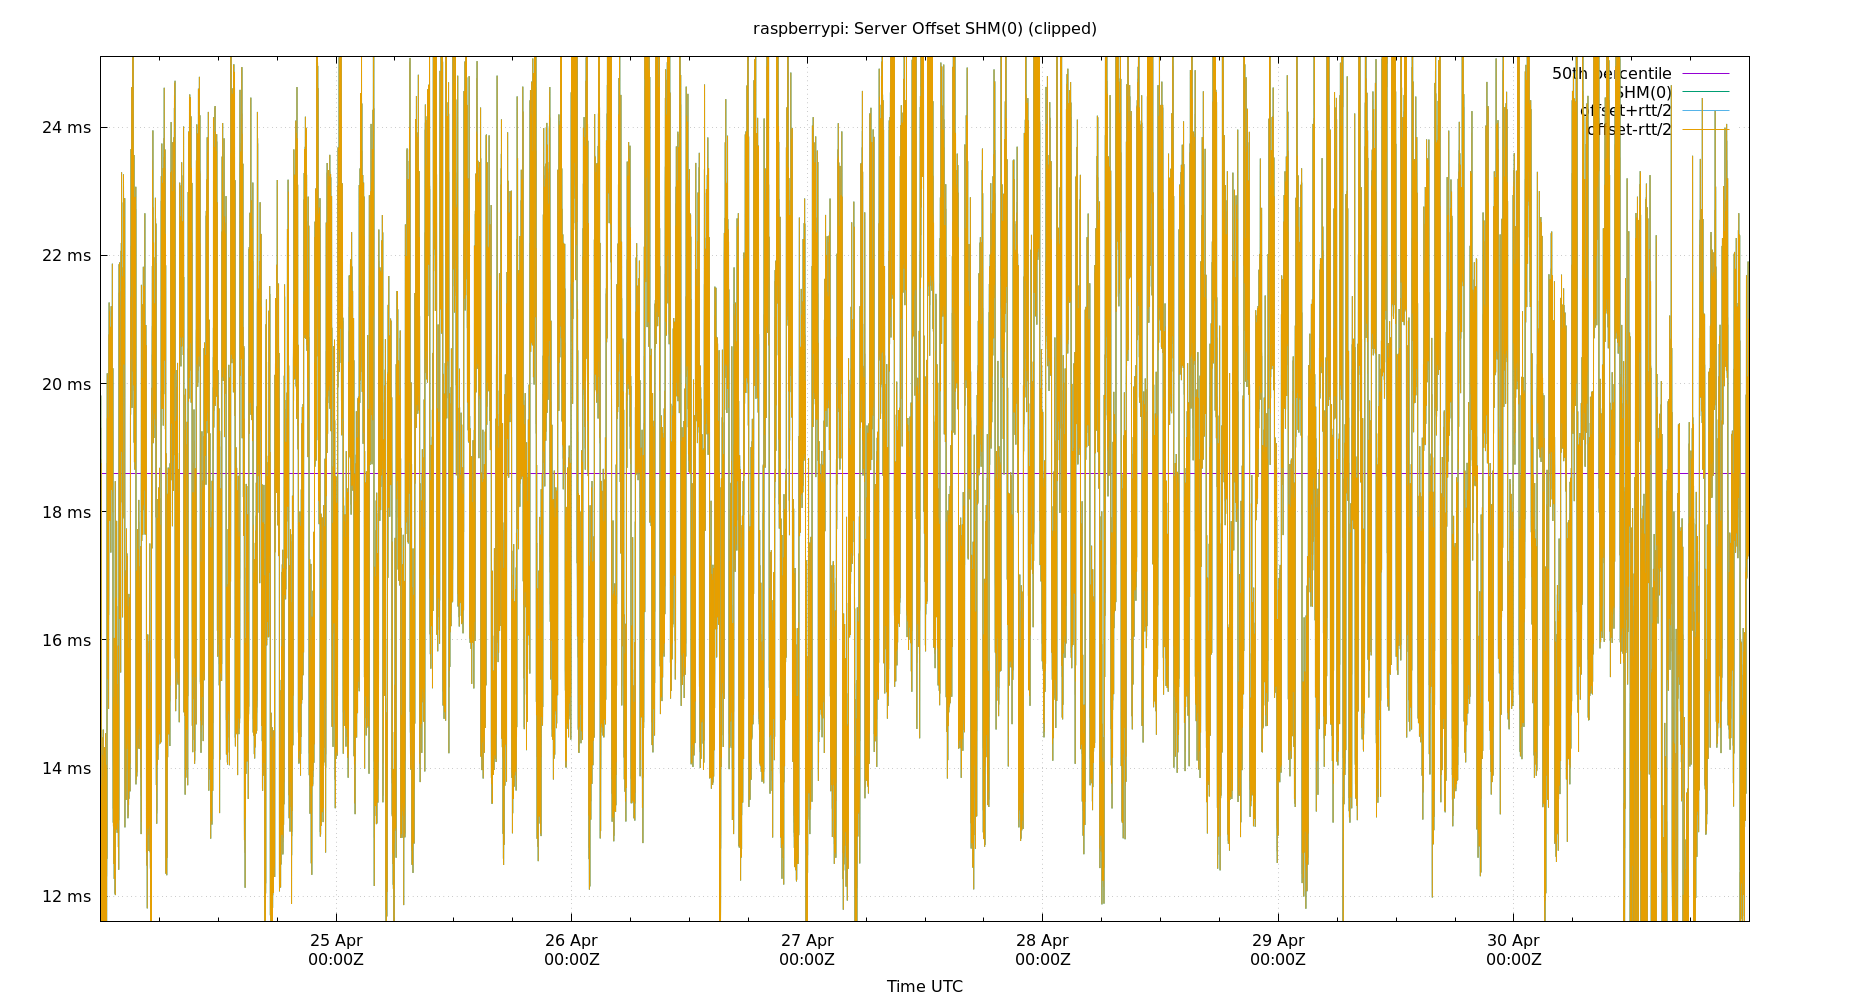 raspberrypi: Server Offset SHM(0) (clipped)
50th percentile
SHM(0)
offset+rtt/2
offset-rtt/2
24 ms
22 ms
20 ms
18 ms
16 ms
14 ms
12 ms
25 Apr
00:00Z
26 Apr
00:00Z
27 Apr
00:00Z
28 Apr
00:00Z
29 Apr
00:00Z
30 Apr
00:00Z
Time UTC